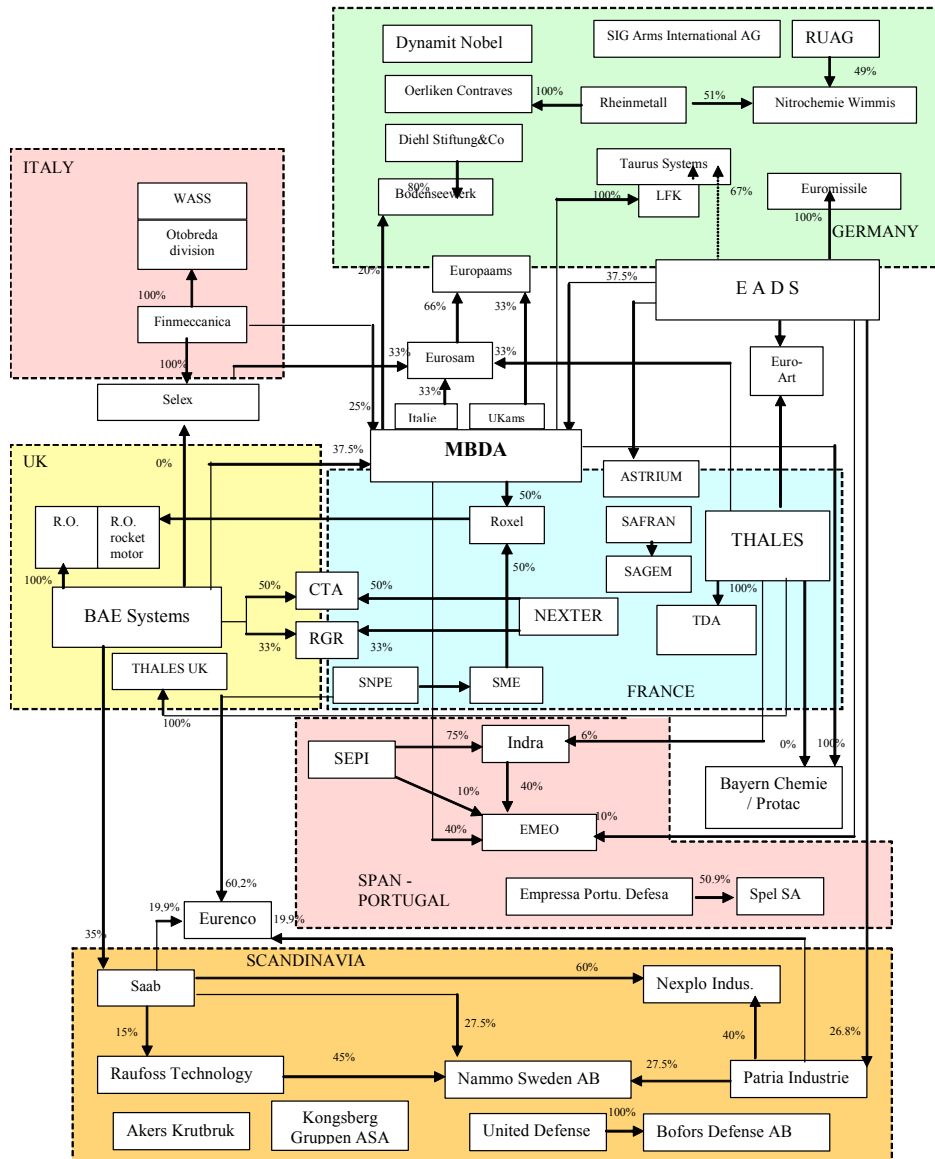 Dynamit Nobel
SIG Arms International AG
RUAG
49%
Oerliken Contraves
100%
Rheinmetall
51%
Nitrochemie Wimmis
Diehl Stiftung&Co
ITALY
Taurus Systems
80%
Bodenseewerk
100%
LFK
67%
Euromissile
100%
GERMANY
WASS
Otobreda
division
20%
Europaams
37.5%
E A D S
100%
66%
33%
Finmeccanica
33%
Eurosam
33%
Euro-
Art
100%
33%
Selex
25%
Italie
UKams
MBDA
37.5%
UK
0%
ASTRIUM
50%
R.O.
R.O.
rocket
motor
Roxel
SAFRAN
THALES
100%
50%
SAGEM
50%
CTA
50%
100%
BAE Systems
NEXTER
TDA
RGR
33%
33%
THALES UK
SNPE
SME
FRANCE
100%
75%
Indra
6%
0%
100%
SEPI
Bayern Chemie
/ Protac
10%
40%
10%
EMEO
40%
60,2%
SPAN -
PORTUGAL
Empressa Portu. Defesa
50.9%
Spel SA
19,9%
Eurenco
19,9%
35%
SCANDINAVIA
Saab
60%
Nexplo Indus.
15%
27.5%
40%
26.8%
Raufoss Technology
45%
Nammo Sweden AB
27.5%
Patria Industrie
Akers Krutbruk
Kongsberg
Gruppen ASA
United Defense
100%
Bofors Defense AB